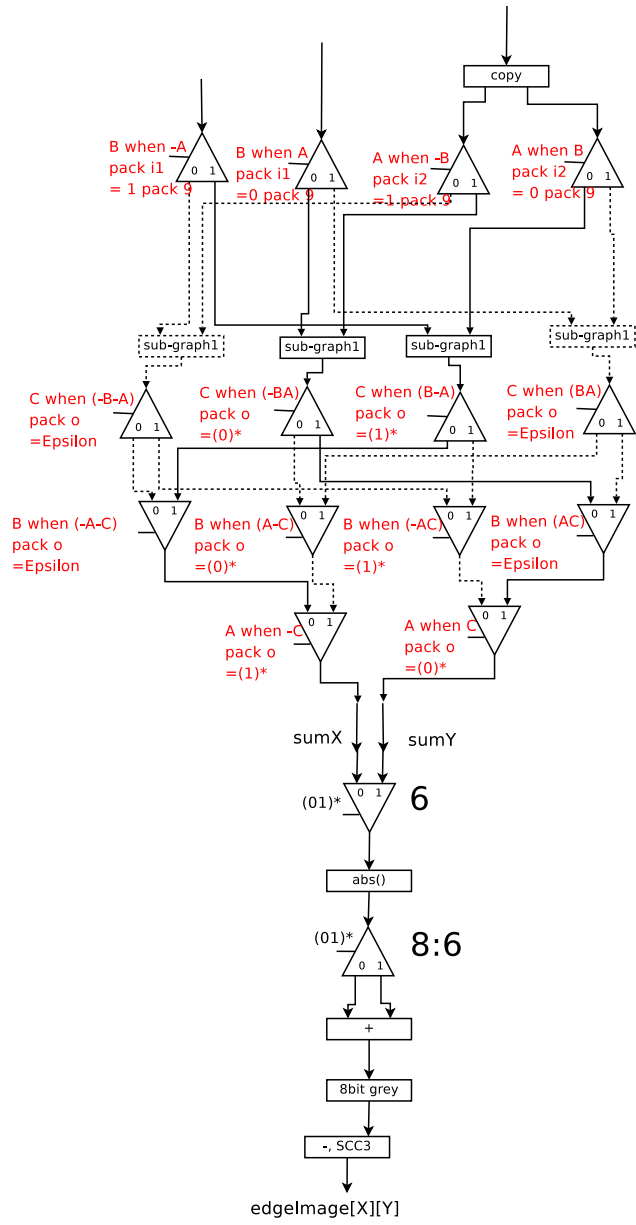 copy
B when -A
pack i1
= 1 pack 9
0 1
B when A
pack i1
=0 pack 9
0 1
A when -B
pack i2
=1 pack 9
0 1
A when B
pack i2
= 0 pack 9
0 1
sub-graph1
sub-graph1
sub-graph1
sub-graph1
C when (-B-A)
pack o
=Epsilon
0 1
C when (-BA)
pack o
=(0)*
0 1
C when (B-A)
pack o
=(1)*
0 1
C when (BA)
pack o
=Epsilon
0 1
B when (-A-C)
pack o
=Epsilon
0 1
B when (A-C)
pack o
=(0)*
0 1
B when (-AC)
pack o
=(1)*
0 1
B when (AC)
pack o
=Epsilon
0 1
A when -C
pack o
=(1)*
0 1
A when C
pack o
=(0)*
0 1
sumX
sumY
0 1
(01)*
6
abs()
(01)*
8:6
0 1
+
8bit grey
-, SCC3
edgeImage[X][Y]